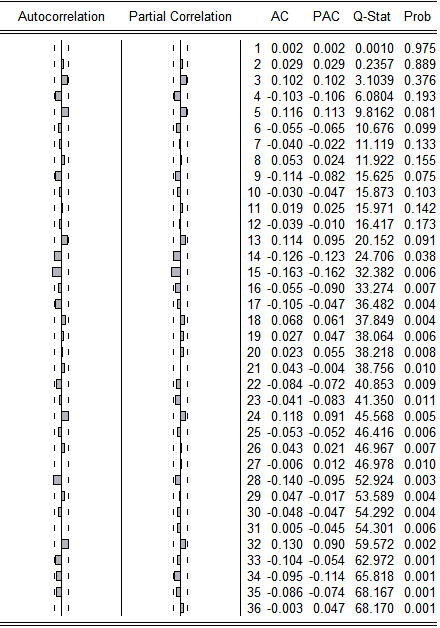 Autocorrelation Partial Correlation AC PAC Q-Stat Prob
1 0.002 0.002 0.0010 0.975
2 0.029 0.029 0.2357 0.889
3 0.102 0.102 3.1039 0.376
4 -0.103 -0.106 6.0804 0.193
5 0.116 0.113 9.8162 0.081
6 -0.055 -0.065 10.676 0.099
7 -0.040 -0.022 11.119 0.133
8 0.053 0.024 11.922 0.155
9 -0.114 -0.082 15.625 0.075
10 -0.030 -0.047 15.873 0.103
11 0.019 0.025 15.971 0.142
12 -0.039 -0.010 16.417 0.173
13 0.114 0.095 20.152 0.091
14 -0.126 -0.123 24.706 0.038
15 -0.163 -0.162 32.382 0.006
16 -0.055 -0.090 33.274 0.007
17 -0.105 -0.047 36.482 0.004
18 0.068 0.061 37.849 0.004
19 0.027 0.047 38.064 0.006
20 0.023 0.055 38.218 0.008
21 0.043 -0.004 38.756 0.010
22 -0.084 -0.072 40.853 0.009
23 -0.041 -0.083 41.350 0.011
24 0.118 0.091 45.568 0.005
25 -0.053 -0.052 46.416 0.006
26 0.043 0.021 46.967 0.007
27 -0.006 0.012 46.978 0.010
28 -0.140 -0.095 52.924 0.003
29 0.047 -0.017 53.589 0.004
30 -0.048 -0.047 54.292 0.004
31 0.005 -0.045 54.301 0.006
32 0.130 0.090 59.572 0.002
33 -0.104 -0.054 62.972 0.001
34 -0.095 -0.114 65.818 0.001
35 -0.086 -0.074 68.167 0.001
36 -0.003 0.047 68.170 0.001